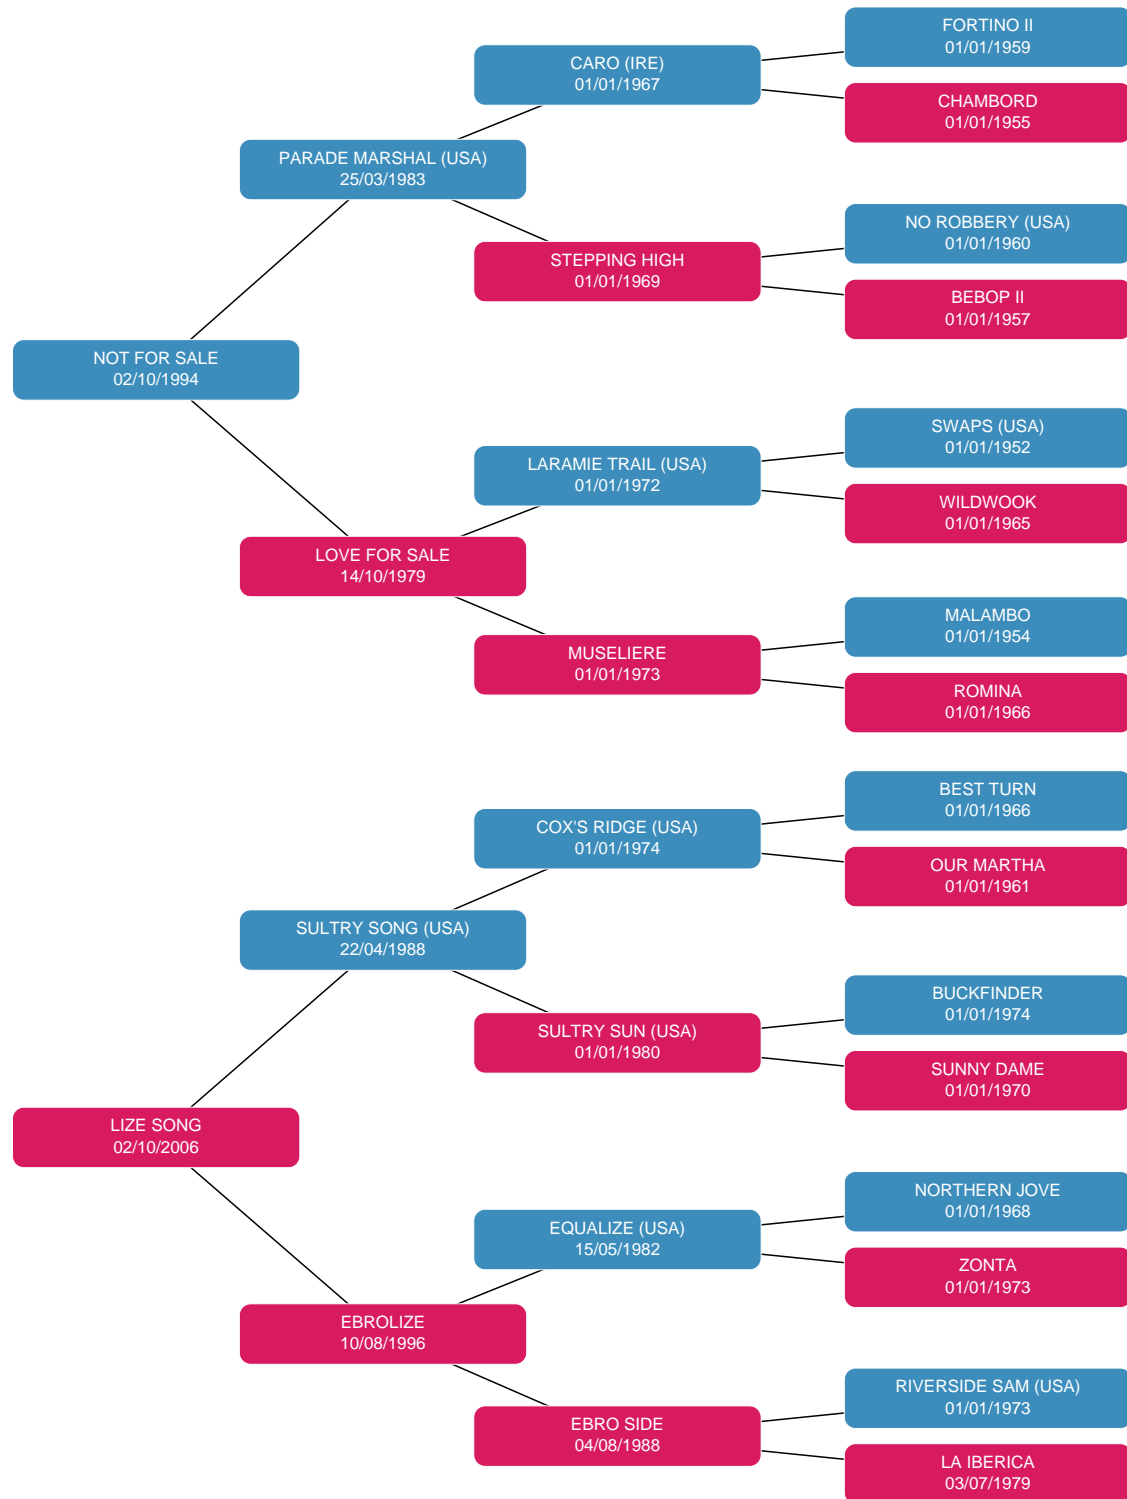 FORTINO II
01/01/1959
CARO (IRE)
01/01/1967
CHAMBORD
01/01/1955
PARADE MARSHAL (USA)
25/03/1983
NO ROBBERY (USA)
01/01/1960
STEPPING HIGH
01/01/1969
BEBOP II
01/01/1957
NOT FOR SALE
02/10/1994
SWAPS (USA)
01/01/1952
LARAMIE TRAIL (USA)
01/01/1972
WILDWOOK
01/01/1965
LOVE FOR SALE
14/10/1979
MALAMBO
01/01/1954
MUSELIERE
01/01/1973
ROMINA
01/01/1966
BEST TURN
01/01/1966
COX'S RIDGE (USA)
01/01/1974
OUR MARTHA
01/01/1961
SULTRY SONG (USA)
22/04/1988
BUCKFINDER
01/01/1974
SULTRY SUN (USA)
01/01/1980
SUNNY DAME
01/01/1970
LIZE SONG
02/10/2006
NORTHERN JOVE
01/01/1968
EQUALIZE (USA)
15/05/1982
ZONTA
01/01/1973
EBROLIZE
10/08/1996
RIVERSIDE SAM (USA)
01/01/1973
EBRO SIDE
04/08/1988
LA IBERICA
03/07/1979